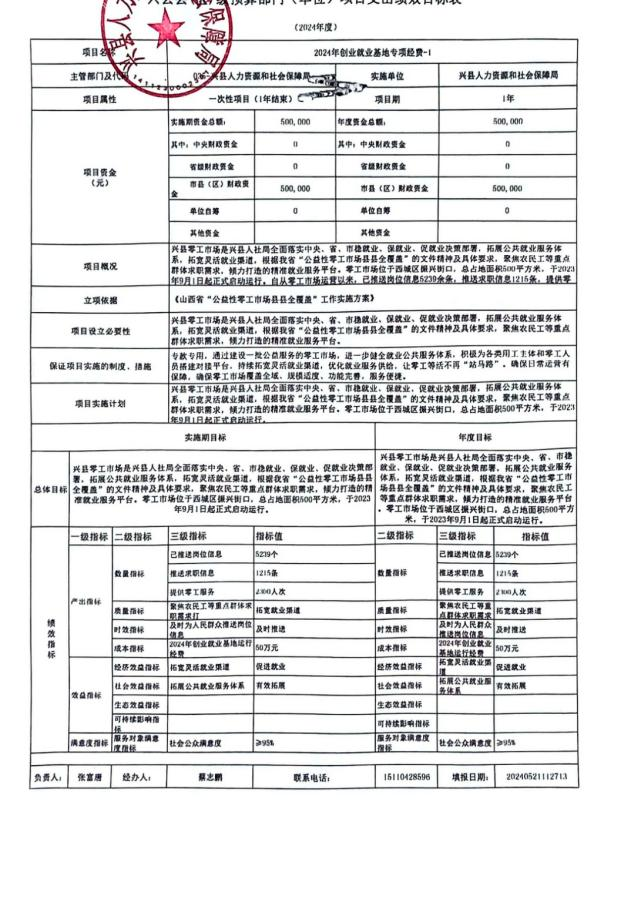 级预算部门（单位）项目支出绩效目标表
（2024年度）
项目名 2024年创业就业基地专项经费-1
主管部门及代码 兴县人力资源和社会保障局 实施单位 兴县人力资源和社会保障局
项目属性 一次性项目（1年结束） 项目期 1年
项目资金
（元）
实施期资金总额： 500,000 年度资金总额： 500,000
其中：中央财政资金 0 其中：中央财政资金 0
省级财政资金 0 省级财政资金 0
市县（区）财政资金 500,000 市县（区）财政资金 500,000
单位自筹 0 单位自筹 0
其他资金 其他资金
项目概况
兴县零工市场是兴县人社局全面落实中央、省、市稳就业、保就业、促就业决策部署，拓展公共就业服务体
系，拓宽灵活就业渠道，根据我省“公益性零工市场县县全覆盖”的文件精神及具体要求，聚焦农民工等重点
群体求职需求，倾力打造的精准就业服务平台。零工市场位于西城区振兴街口，总占地面积500平方米，于2023
年9月1日起正式启动运行。自从零工市场运营以来，已推送岗位信息5239余条，推送求职信息1215条，提供零
立项依据 《山西省“公益性零工市场县县全覆盖”工作实施方案》
项目设立必要性
兴县零工市场是兴县人社局全面落实中央、省、市稳就业、保就业、促就业决策部署，拓展公共就业服务体
系，拓宽灵活就业渠道，根据我省“公益性零工市场县县全覆盖”的文件精神及具体要求，聚焦农民工等重点
保证项目实施的制度、措施
专款专用，通过建设一批公益服务的零工市场，进一步健全就业公共服务体系，积极为各类用工主体和零工人
员搭建对接平台，持续拓宽灵活就业渠道，优化就业服务供给，让零工等活不再“站马路”。确保日常运营有
保障，确保零工市场覆盖全域、规模适度、功能完善，服务便捷。
项目实施计划
兴县零工市场是兴县人社局全面落实中央、省、市稳就业、保就业、促就业决策部署，拓展公共就业服务体
系，拓宽灵活就业渠道，根据我省“公益性零工市场县县全覆盖”的文件精神及具体要求，聚焦农民工等重点
群体求职需求，倾力打造的精准就业服务平台。零工市场位于西城区振兴街口，总占地面积500平方米，于2023
年9月1日起正式启动运行。
实施期目标 年度目标
总体目标
兴县零工市场是兴县人社局全面落实中央、省、市稳就业、保就业、促就业决策部
署，拓展公共就业服务体系，拓宽灵活就业渠道，根据我省“公益性零工市场县县
全覆盖”的文件精神及具体要求，聚焦农民工等重点群体求职需求，倾力打造的精
准就业服务平台。零工市场位于西城区振兴街口，总占地面积500平方米，于2023
年9月1日起正式启动运行。
兴县零工市场是兴县人社局全面落实中央、省、市稳就
业、保就业、促就业决策部署，拓展公共就业服务
体系，拓宽灵活就业渠道，根据我省“公益性零工市场
县县全覆盖”的文件精神及具体要求，聚焦农民工
等重点群体求职需求，倾力打造的精准就业服务平台
。零工市场位于西城区振兴街口，总占地面积500平方
米，于2023年9月1日起正式启动运行。
绩效指标
一级指标 二级指标 三级指标 指标值 二级指标 三级指标 指标值
产出指标
数量指标 已推送岗位信息 5239个 数量指标 已推送岗位信息 5239个
推送求职信息 1215条 推送求职信息 1215条
提供零工服务 2300人次 提供零工服务 2300人次
质量指标 聚焦农民工等重点群体求职需求打 拓宽就业渠道 质量指标 聚焦农民工等重点群体求职需求 拓宽就业渠道
时效指标 及时为人民群众推送岗位信息 及时推送 时效指标 及时为人民群众推送岗位信息 及时推送
成本指标 2024年创业就业基地运行经费 50万元 成本指标 2024年创业就业基地运行经费 50万元
效益指标
经济效益指标 拓宽灵活就业渠道 促进就业 经济效益指标 拓宽灵活就业渠道 促进就业
社会效益指标 拓展公共就业服务体系 有效拓展 社会效益指标 拓展公共就业服务体系 有效拓展
生态效益指标 生态效益指标
可持续影响指标 可持续影响指标
满意度指标 服务对象满意度指标 社会公众满意度 ≥95% 服务对象满意度指标 社会公众满意度 ≥95%
负责人： 张富唐 经办人： 蔡志鹏 联系电话： 15110428596 填报日期： 20240521112713